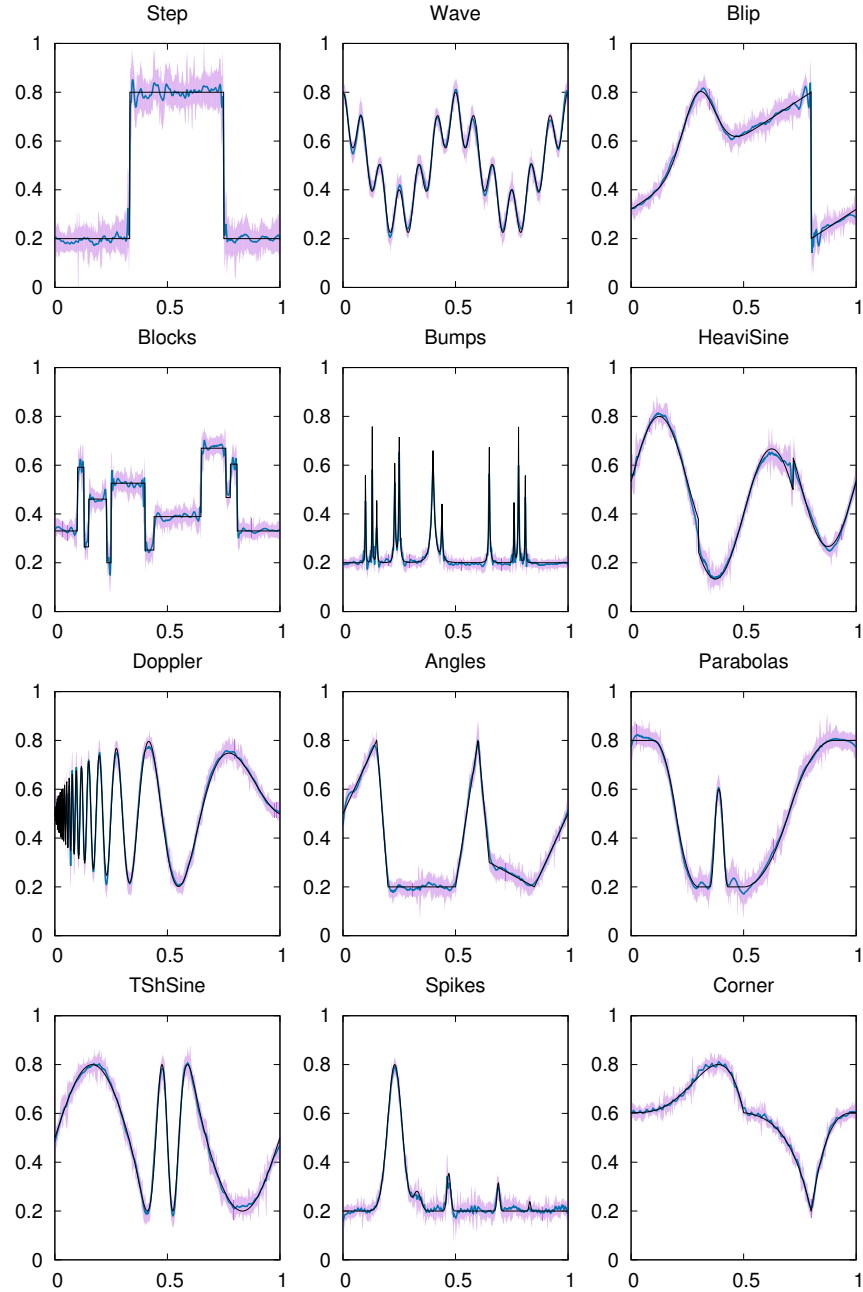 Step Wave Blip
1 1 1
0.8 0.8 0.8
0.6 0.6 0.6
0.4 0.4 0.4
0.2 0.2 0.2
0 0 0
0 0.5 1 0 0.5 1 0 0.5 1
Blocks Bumps HeaviSine
1 1 1
0.8 0.8 0.8
0.6 0.6 0.6
0.4 0.4 0.4
0.2 0.2 0.2
0 0 0
0 0.5 1 0 0.5 1 0 0.5 1
Doppler Angles Parabolas
1 1 1
0.8 0.8 0.8
0.6 0.6 0.6
0.4 0.4 0.4
0.2 0.2 0.2
0 0 0
0 0.5 1 0 0.5 1 0 0.5 1
TShSine Spikes Corner
1 1 1
0.8 0.8 0.8
0.6 0.6 0.6
0.4 0.4 0.4
0.2 0.2 0.2
0 0 0
0 0.5 1 0 0.5 1 0 0.5 1